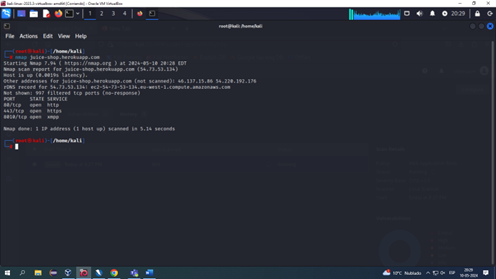 kali-linux-2023.3-virtualbox-amd64 [Corriendo] - Oracle VM VirtualBox
1 2 3 4
20:29
root@kali: /home/kali
File Actions Edit View Help
(root㉿kali)-[/home/kali]
# nmap juice-shop.herokuapp.com
Starting Nmap 7.94 ( https://nmap.org ) at 2024-05-10 20:28 EDT
Nmap scan report for juice-shop.herokuapp.com (54.73.53.134)
Host is up (0.0019s latency).
Other addresses for juice-shop.herokuapp.com (not scanned): 46.137.15.86 54.220.192.176
rDNS record for 54.73.53.134: ec2-54-73-53-134.eu-west-1.compute.amazonaws.com
Not shown: 997 filtered tcp ports (no-response)
PORT STATE SERVICE
80/tcp open http
443/tcp open https
8010/tcp open xmpp
Nmap done: 1 IP address (1 host up) scanned in 5.14 seconds
(root㉿kali)-[/home/kali]
#
Nublado
ESP
20:29
10-05-2024